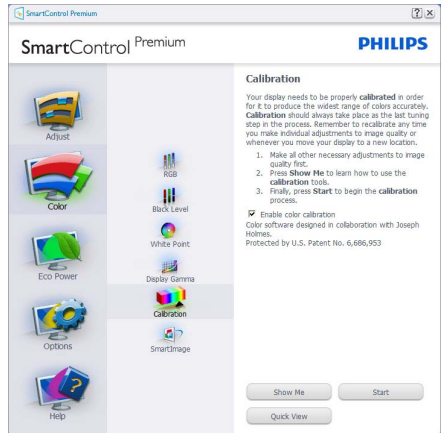 SmartControl Premium
SmartControl Premium
PHILIPS
Adjust
Color
Eco Power
Options
Help
RGB
Black Level
White Point
Display Gamma
Calibration
SmartImage
Calibration
Your display needs to be properly calibrated in order
for it to produce the widest range of colors accurately.
Calibration should always take place as the last tuning
step in the process. Remember to recalibrate any time
you make individual adjustments to image quality or
whenever you move your display to a new location.
1. Make all other necessary adjustments to image
quality first.
2. Press Show Me to learn how to use the
calibration tools.
3. Finally, press Start to begin the calibration
process.
Enable color calibration
Color software designed in collaboration with Joseph
Holmes.
Protected by U.S. Patent No. 6,686,953
Show Me
Start
Quick View